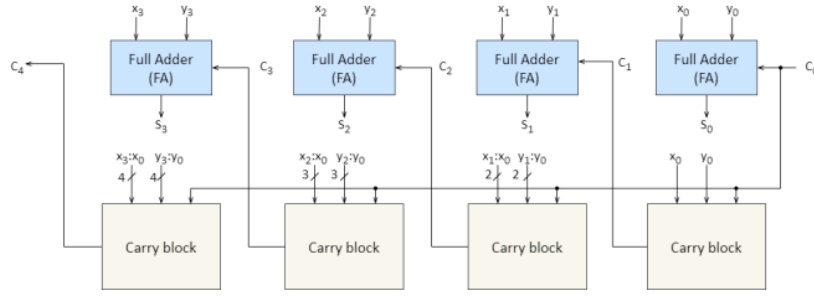 x₃ y₃ x₂ y₂ x₁ y₁ x₀ y₀
Full Adder Full Adder Full Adder Full Adder
(FA) (FA) (FA) (FA)
C₄ C₃ C₂ C₁
S₃ S₂ S₁ S₀
x₃:x₀ y₃:y₀ x₂:x₀ y₂:y₀ x₁:x₀ y₁:y₀ x₀ y₀
4 4 3 3 2 2
Carry block Carry block Carry block Carry block